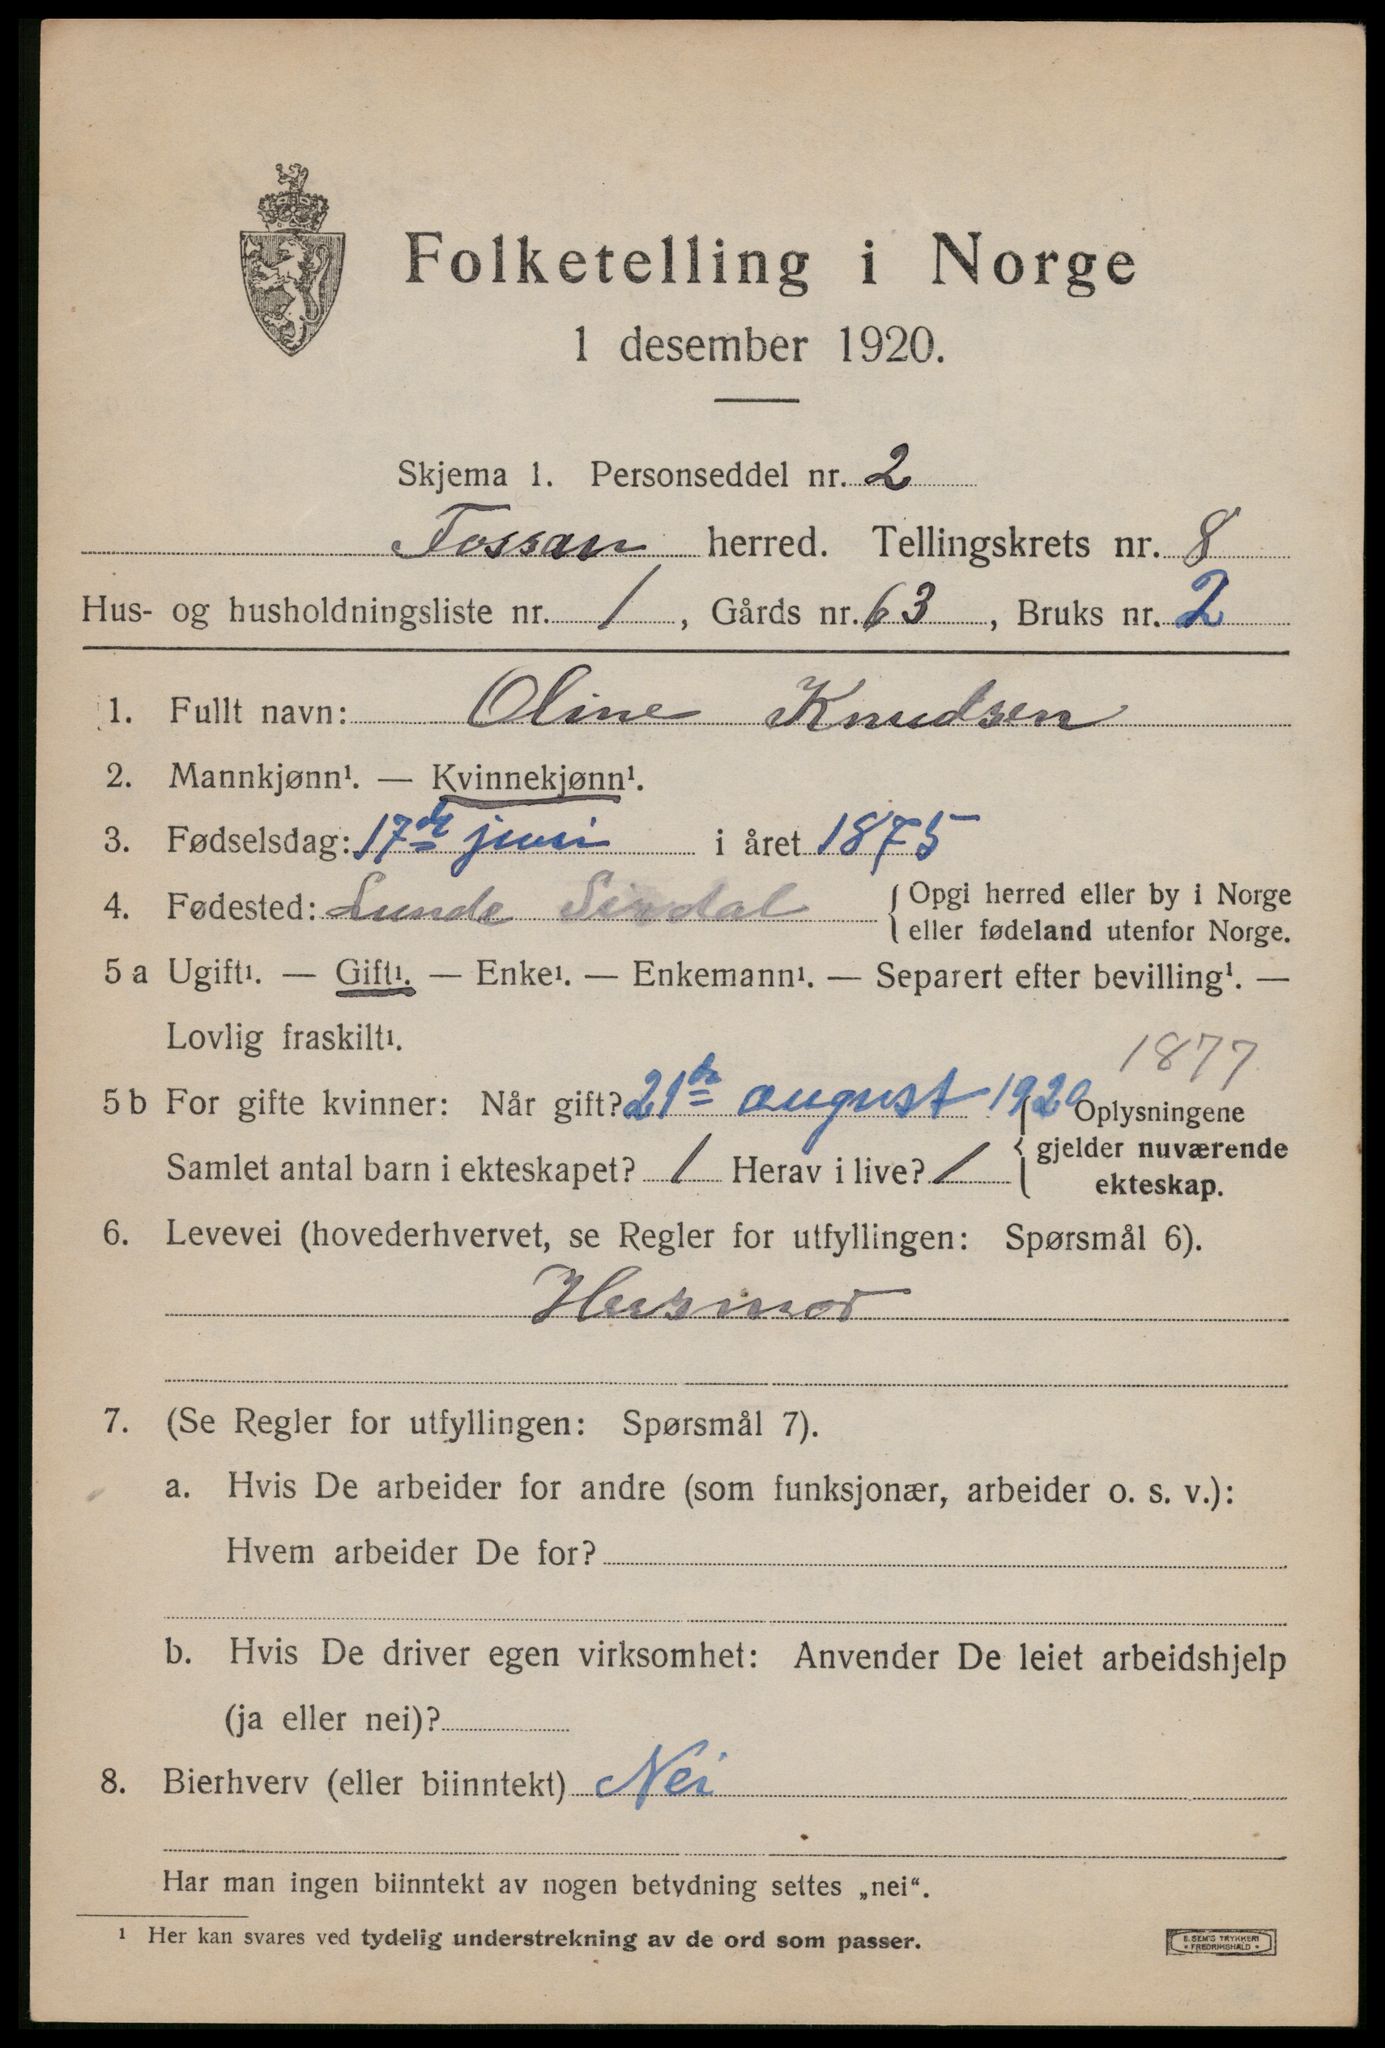 Folketelling i Norge
1 desember 1920.
Skjema 1. Personseddel nr. 2
Fossan herred. Tellingskrets nr. 8
Hus- og husholdningsliste nr. 1, Gårds nr. 63, Bruks nr. 2
1. Fullt navn: Oline Knudsen
2. Mannkjønn¹. — Kvinnekjønn¹.
3. Fødselsdag: 17de juni i året 1875
4. Fødested: Lunde Sirdal { Opgi herred eller by i Norge
eller fødeland utenfor Norge.
5 a Ugift¹. — Gift¹. — Enke¹. — Enkemann¹. — Separert efter bevilling¹. —
Lovlig fraskilt¹.
1877
5 b For gifte kvinner: Når gift? 21de august 1920 { Oplysningene
gjelder nuværende
ekteskap.
Samlet antal barn i ekteskapet? 1 Herav i live? 1
6. Levevei (hovederhvervet, se Regler for utfyllingen: Spørsmål 6).
Husmor
7. (Se Regler for utfyllingen: Spørsmål 7).
a. Hvis De arbeider for andre (som funksjonær, arbeider o. s. v.):
Hvem arbeider De for?
b. Hvis De driver egen virksomhet: Anvender De leiet arbeidshjelp
(ja eller nei)?
8. Bierhverv (eller biinntekt) Nei
Har man ingen biinntekt av nogen betydning settes „nei“.
¹ Her kan svares ved tydelig understrekning av de ord som passer.
E. SEM'S TRYKKERI
* FREDRIKSHALD *